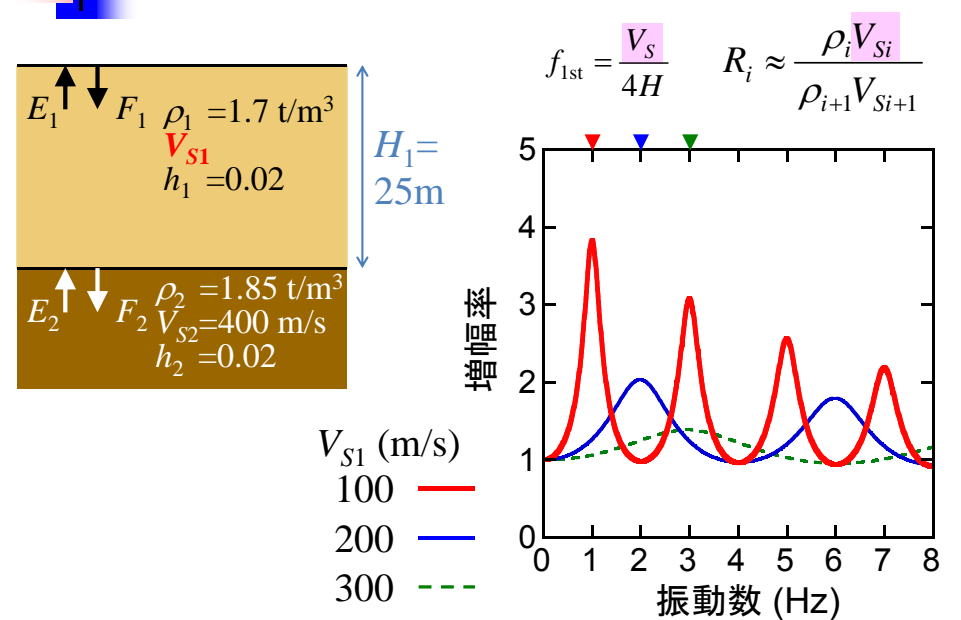 f1st = VS / 4H
Ri ≈ ρiVSi / ρi+1VSi+1
E1 F1 ρ1 =1.7 t/m³
VS1
h1 =0.02
H1=
25m
E2 F2 ρ2 =1.85 t/m³
VS2=400 m/s
h2 =0.02
VS1 (m/s)
100
200
300
増幅率
5
4
3
2
1
0
0 1 2 3 4 5 6 7 8
振動数 (Hz)